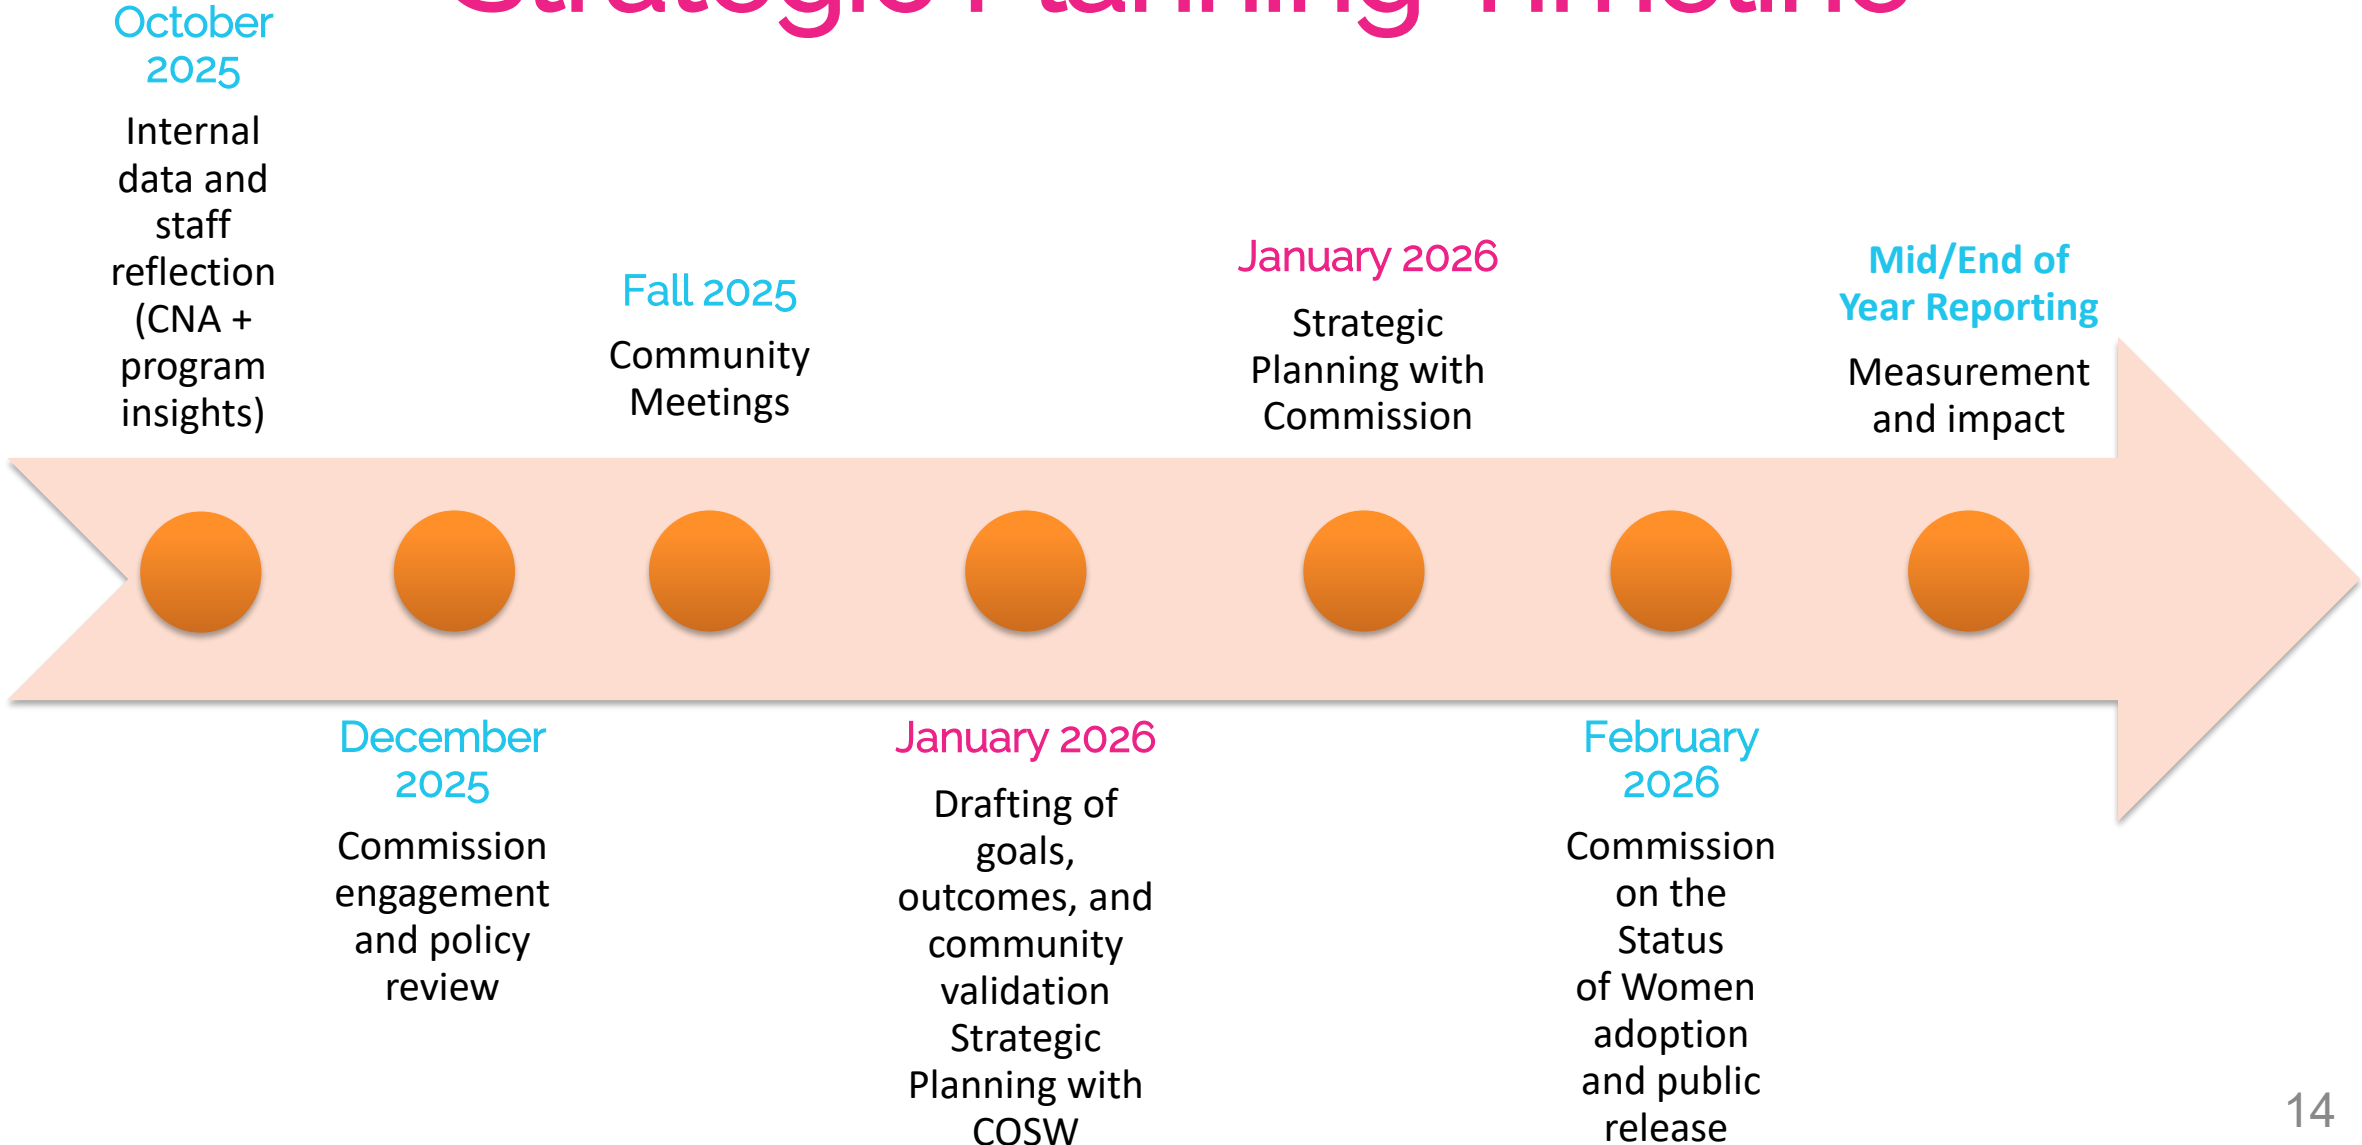 Strategic Planning Timeline
October
2025
Internal
data and
staff
reflection
(CNA +
program
insights)
December
2025
Commission
engagement
and policy
review
Fall 2025
Community
Meetings
January 2026
Drafting of
goals,
outcomes, and
community
validation
Strategic
Planning with
COSW
January 2026
Strategic
Planning with
Commission
February
2026
Commission
on the
Status
of Women
adoption
and public
release
Mid/End of
Year Reporting
Measurement
and impact
14